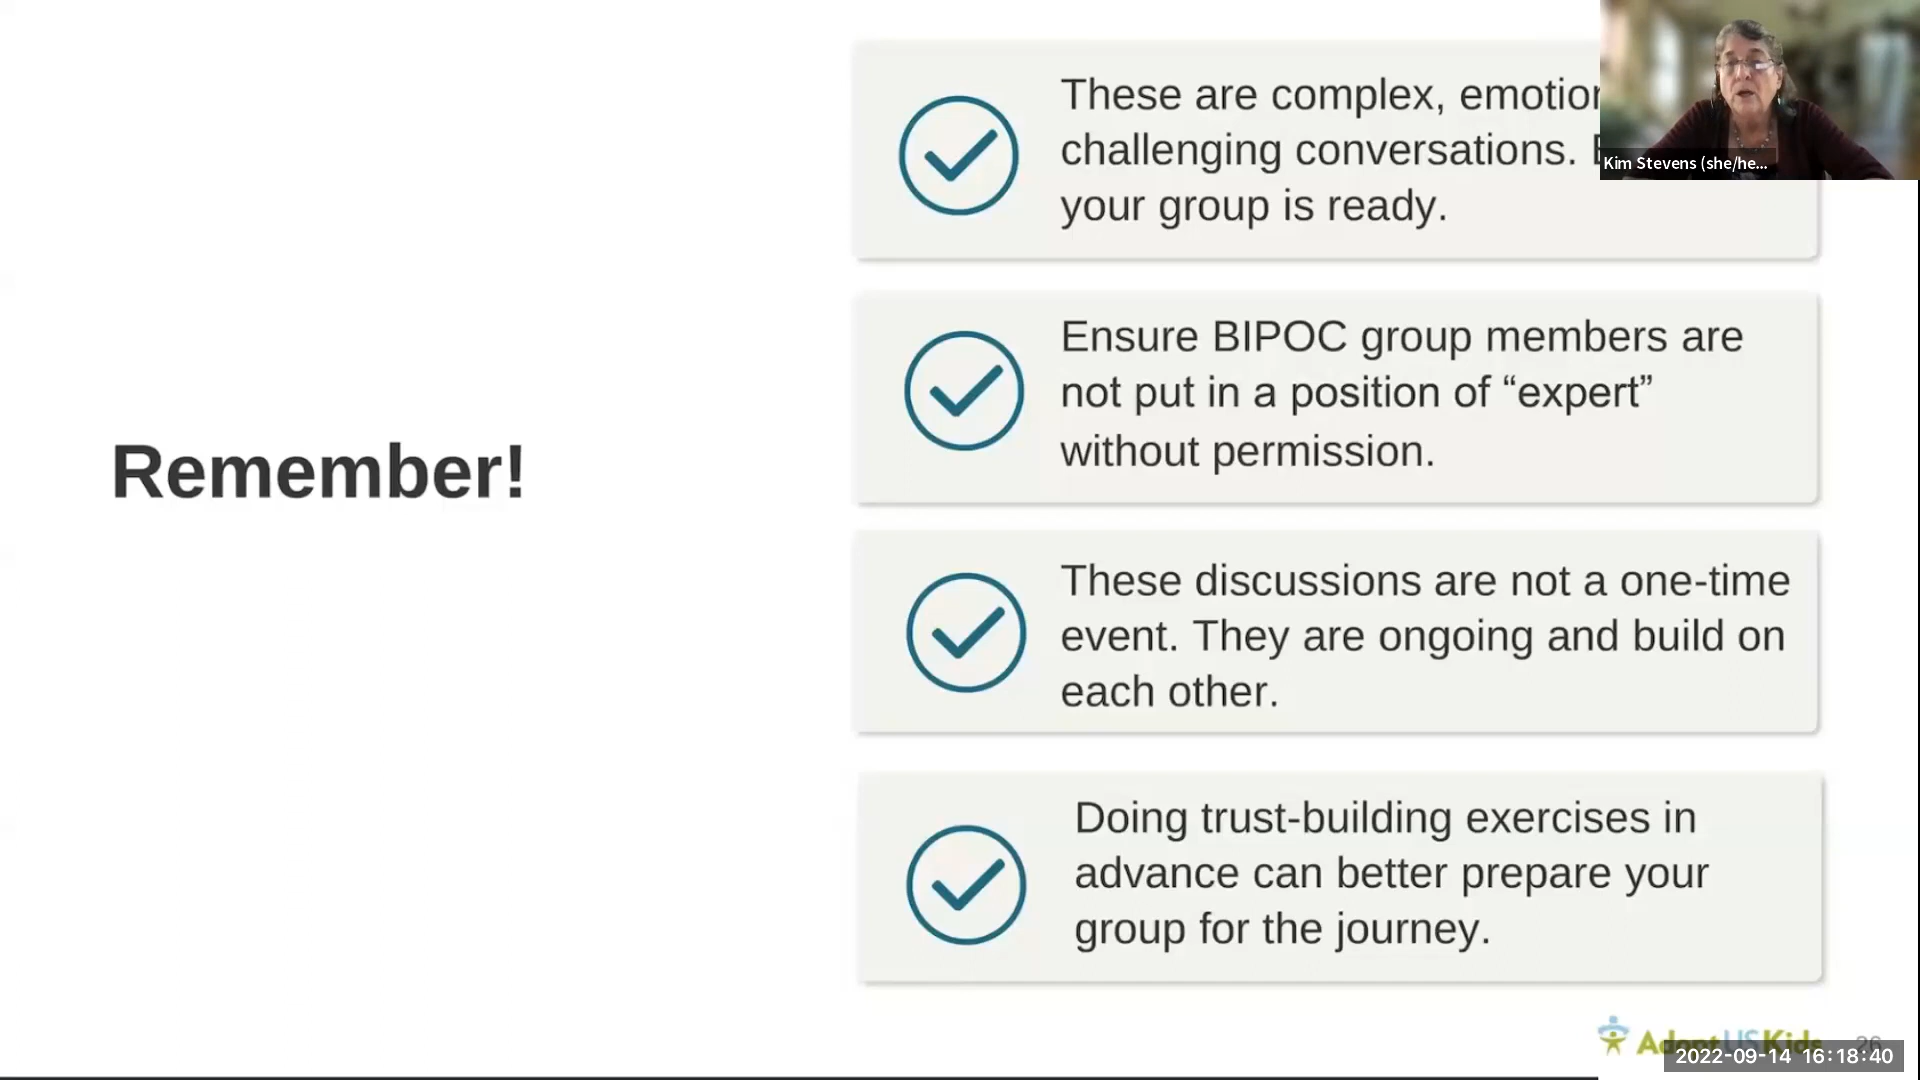 Remember!
These are complex,
challenging conversations.
your group is ready.
Kim Stevens (she/he...
Ensure BIPOC group members are
not put in a position of “expert”
without permission.
These discussions are not a one-time
event. They are ongoing and build on
each other.
Doing trust-building exercises in
advance can better prepare your
group for the journey.
AdoptUSKids 26
2022-09-14 16:18:40